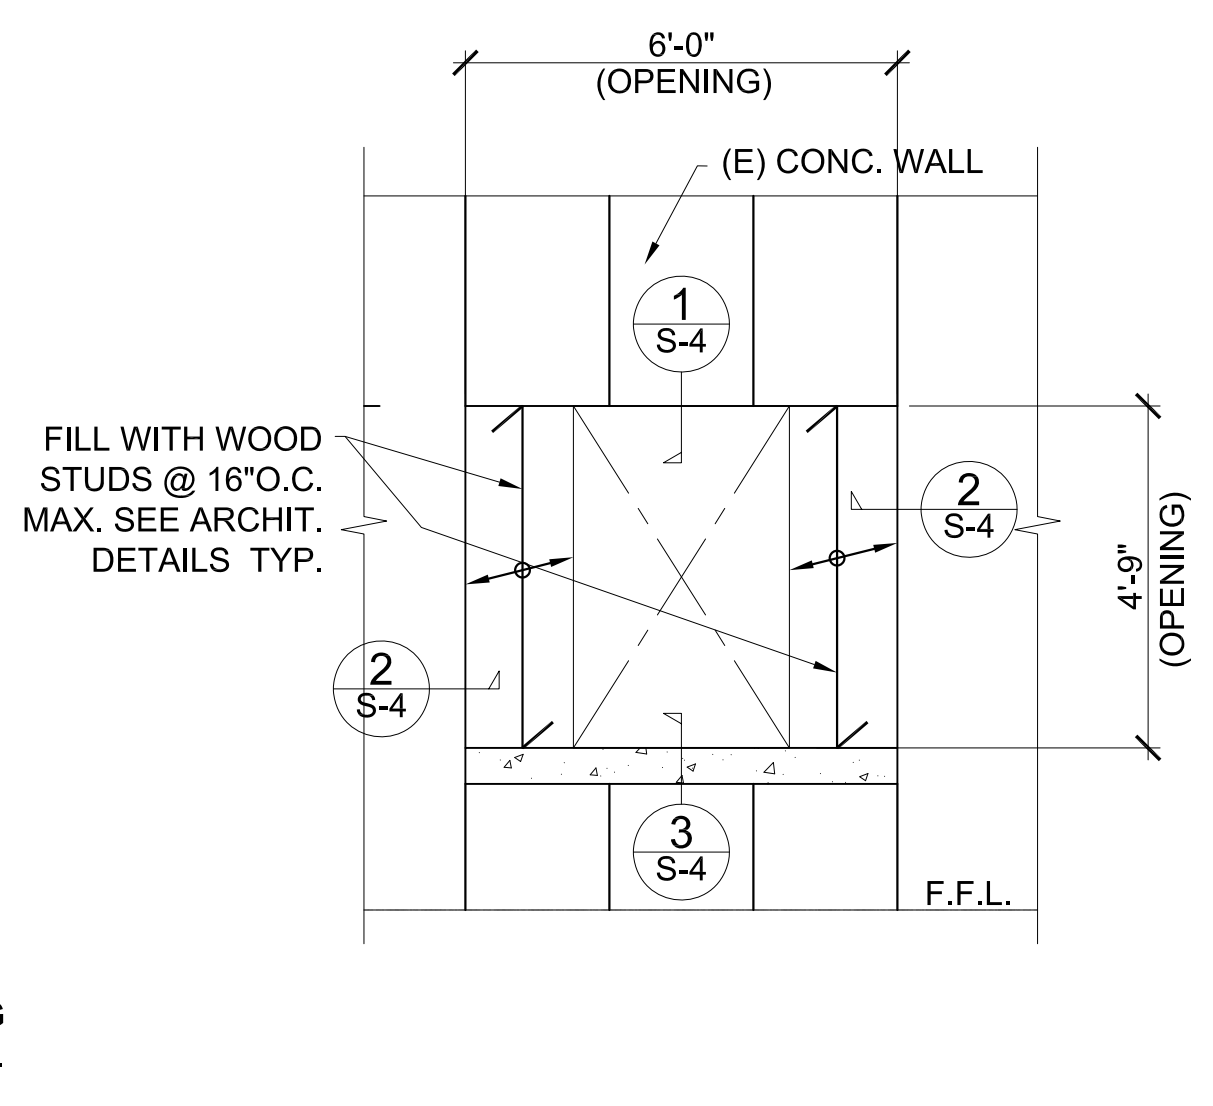 6'-0"
(OPENING)
(E) CONC. WALL
1
S-4
FILL WITH WOOD
STUDS @ 16"O.C.
MAX. SEE ARCHIT.
DETAILS TYP.
2
S-4
4'-9"
(OPENING)
2
S-4
3
S-4
F.F.L.